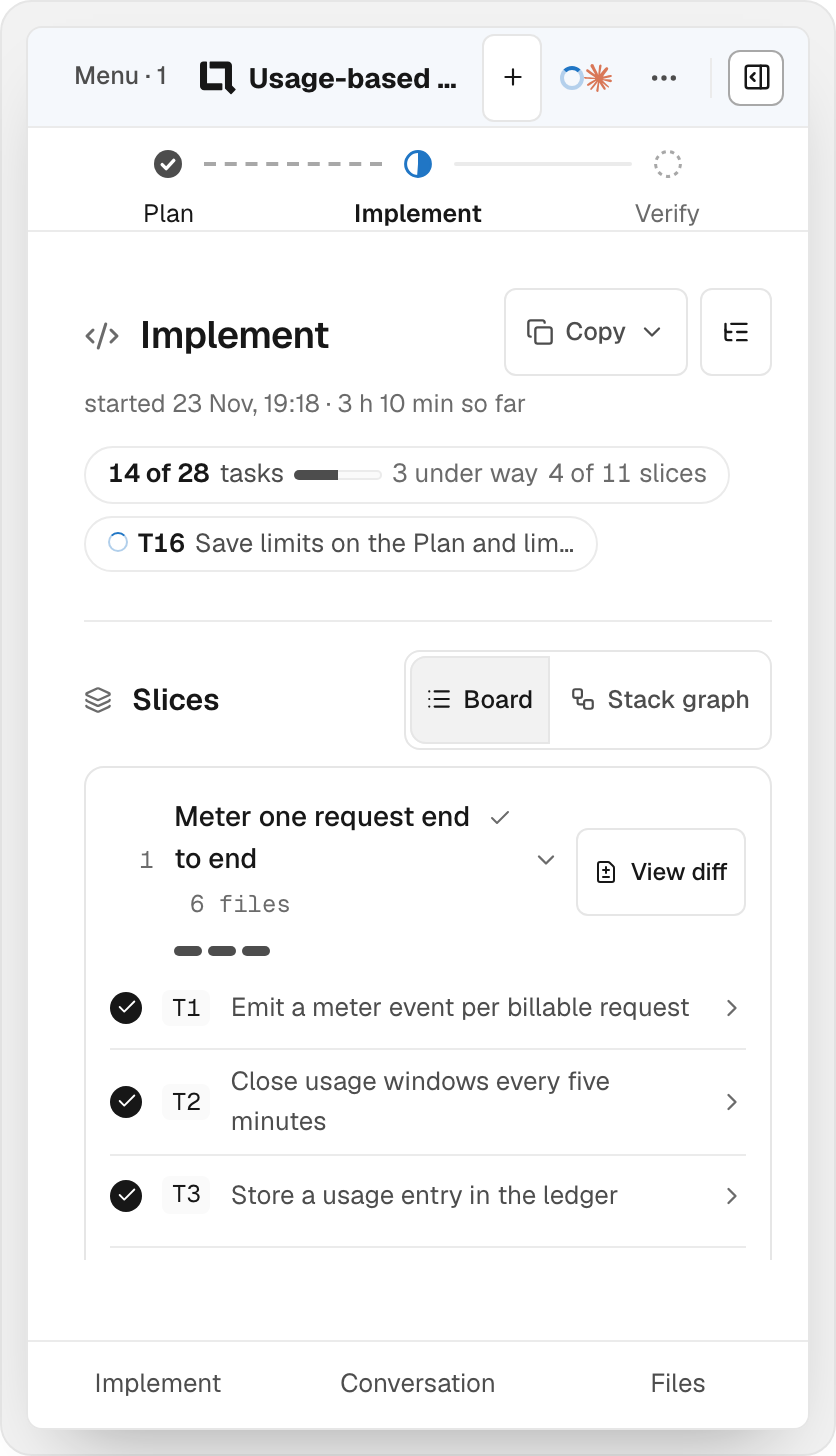 Menu · 1
Usage-based ...
Plan
Implement
Verify
Implement
Copy
started 23 Nov, 19:18 · 3 h 10 min so far
14 of 28 tasks 3 under way 4 of 11 slices
T16 Save limits on the Plan and lim...
Slices
Board
Stack graph
Meter one request end
1 to end
View diff
6 files
T1 Emit a meter event per billable request
T2 Close usage windows every five
minutes
T3 Store a usage entry in the ledger
Implement
Conversation
Files